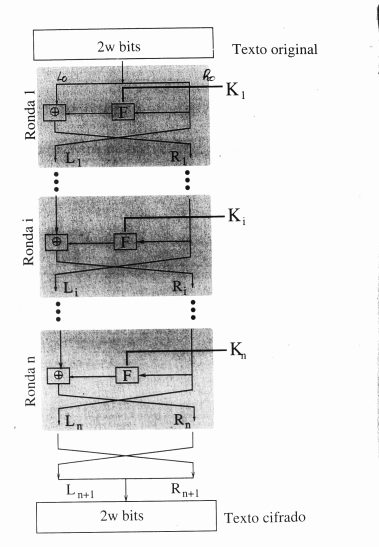 2w bits Texto original
L0 R0
K1
Ronda 1
⊕ F
L1 R1
Ki
Ronda i
⊕ F
Li Ri
Kn
Ronda n
⊕ F
Ln Rn
Ln+1 Rn+1
2w bits Texto cifrado